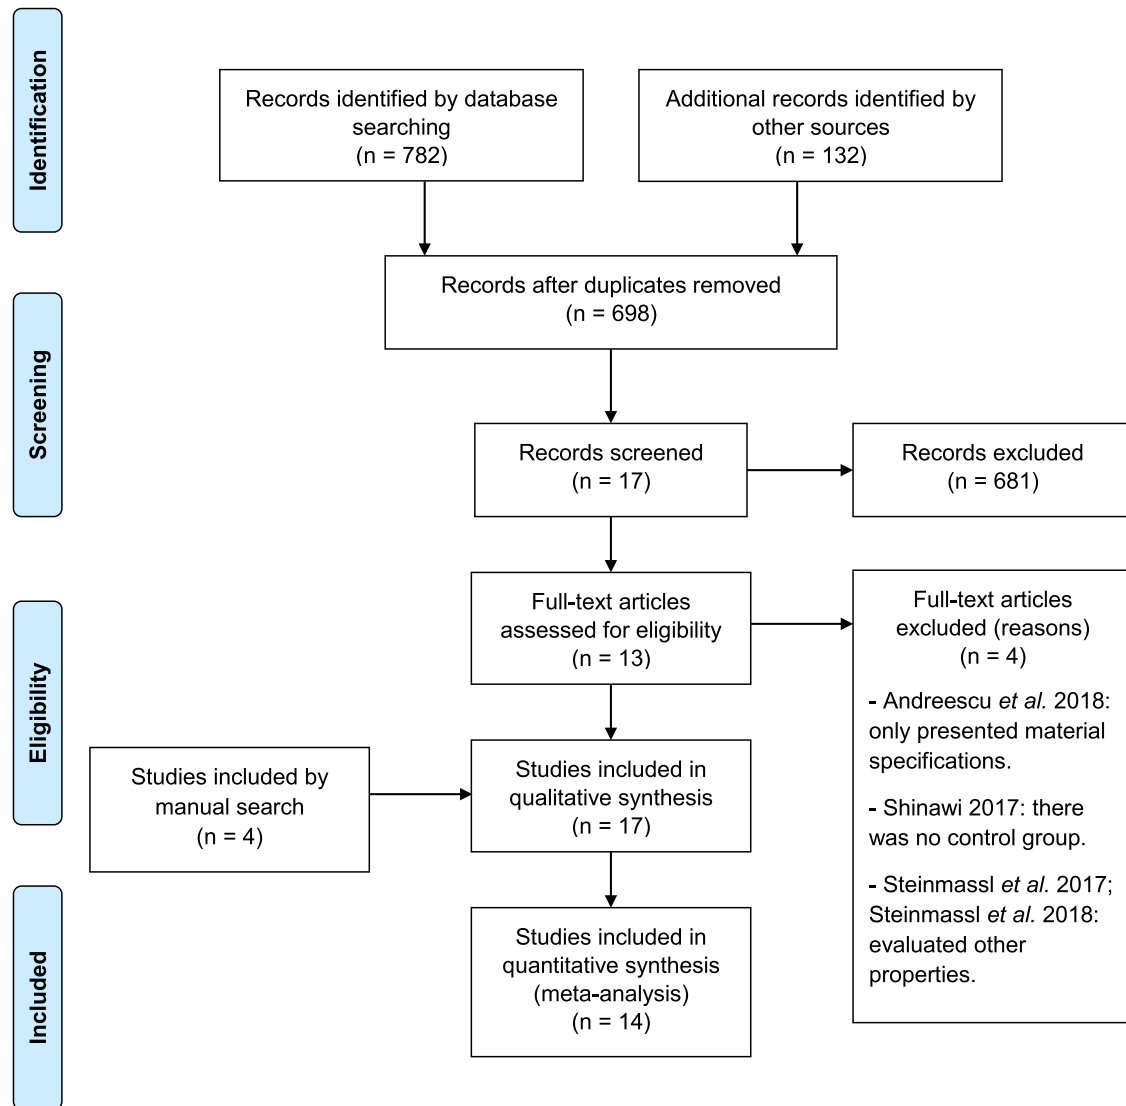 Identification
Records identified by database
searching
(n = 782)
Additional records identified by
other sources
(n = 132)
Records after duplicates removed
(n = 698)
Screening
Records screened
(n = 17)
Records excluded
(n = 681)
Eligibility
Full-text articles
assessed for eligibility
(n = 13)
Full-text articles
excluded (reasons)
(n = 4)
- Andreescu et al. 2018:
only presented material
specifications.
- Shinawi 2017: there
was no control group.
- Steinmassl et al. 2017;
Steinmassl et al. 2018:
evaluated other
properties.
Studies included by
manual search
(n = 4)
Studies included in
qualitative synthesis
(n = 17)
Included
Studies included in
quantitative synthesis
(meta-analysis)
(n = 14)